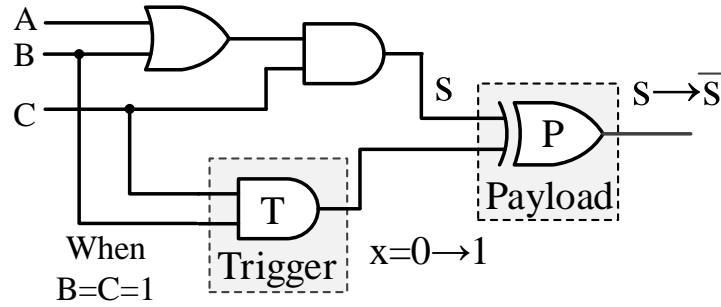 A
B
C
S
S→S̅
P
Payload
T
Trigger
When
B=C=1
x=0→1